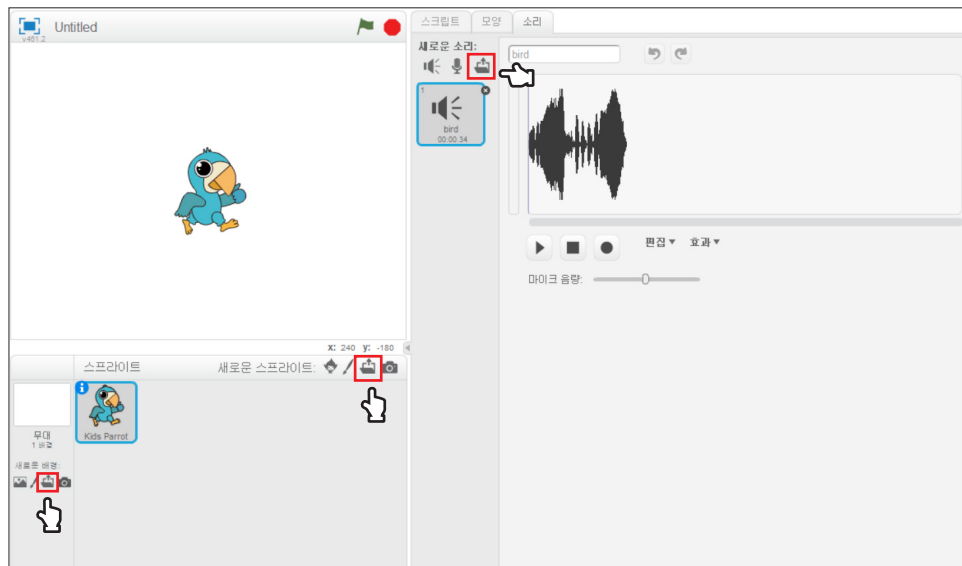 Untitled
v461.2
스크립트 모양 소리
새로운 소리:
bird
1
bird
00:00.34
편집 효과
마이크 음량:
x: 240 y: -180
스프라이트 새로운 스프라이트:
Kids Parrot
무대
1 배경
새로운 배경: